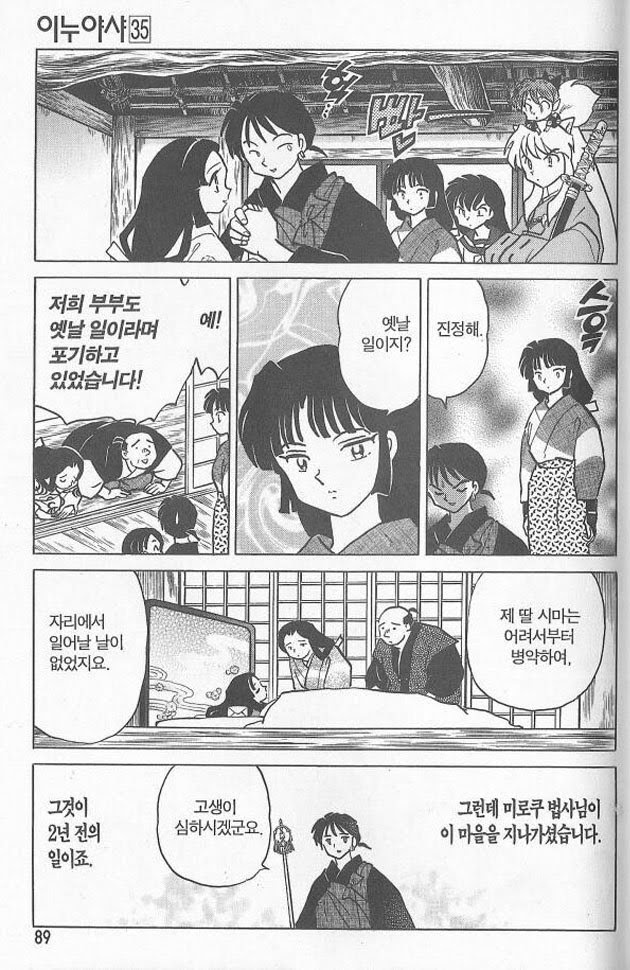 이누야샤 35
스윽
진정해.
옛날
일이지?
예!
저희 부부도
옛날 일이라며
포기하고
있었습니다!
제 딸 시마는
어려서부터
병약하여,
자리에서
일어날 날이
없었지요.
그런데 미로쿠 법사님이
이 마을을 지나가셨습니다.
고생이
심하시겠군요.
그것이
2년 전의
일이죠.
89